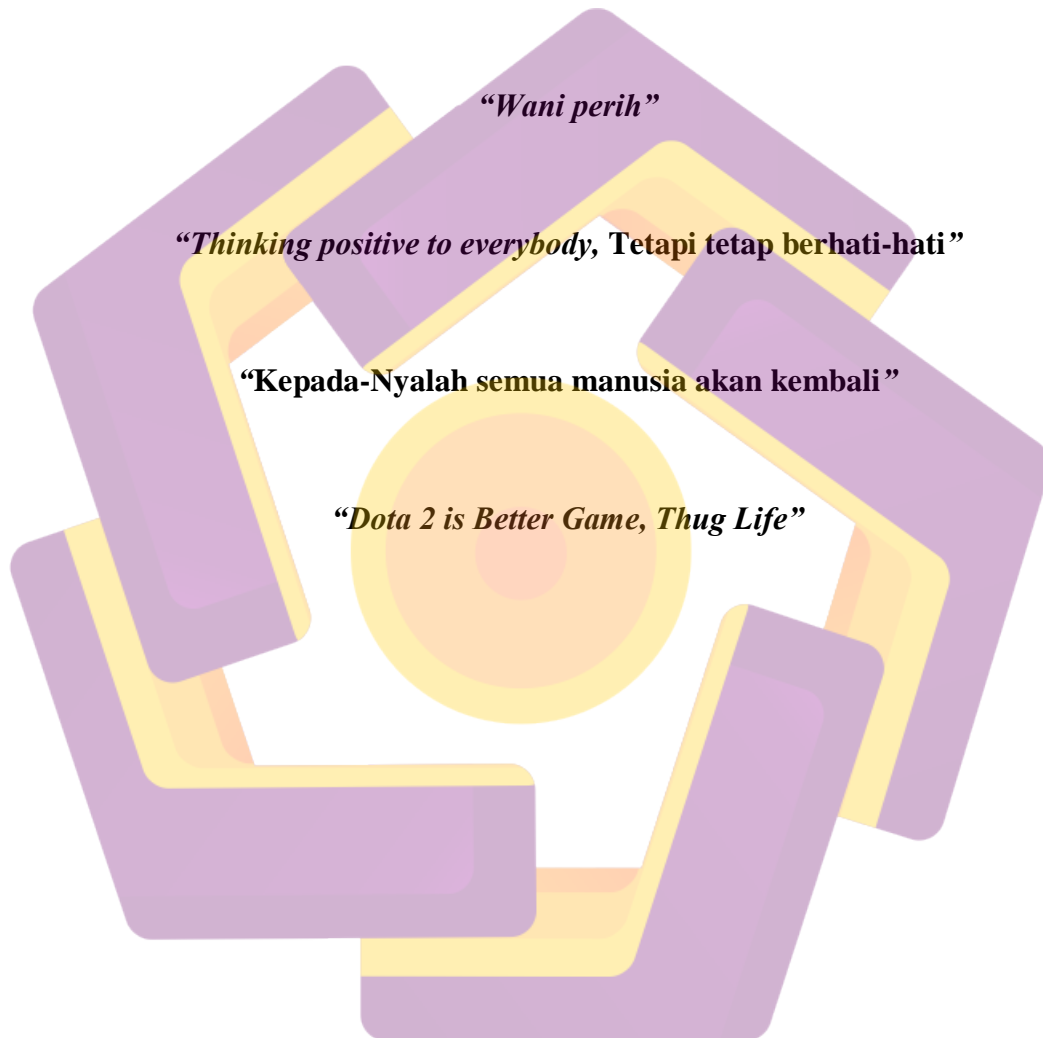 “Wani perih”
“Thinking positive to everybody, Tetapi tetap berhati-hati”
“Kepada-Nyalah semua manusia akan kembali”
“Dota 2 is Better Game, Thug Life”